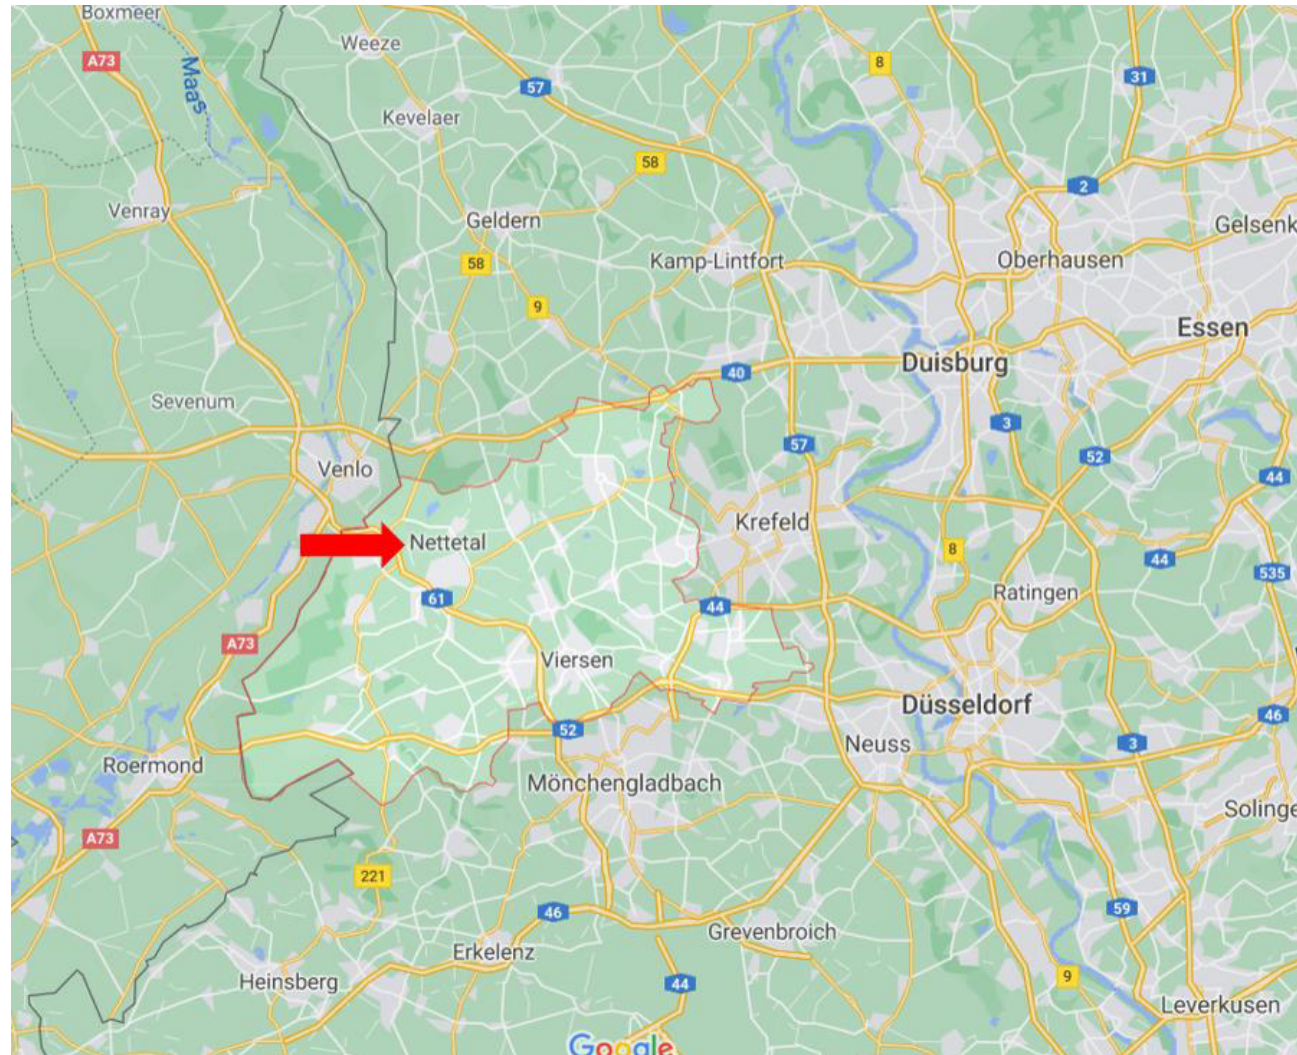 Boxmeer
Weeze
8
A73
31
57
Maas
Kevelaer
58
2
Venray
Geldern
Gelsenk
Kamp-Lintfort
Oberhausen
58
9
Essen
Duisburg
40
Sevenum
3
57
52
Venlo
44
Krefeld
Nettetal
8
44
535
61
Ratingen
44
A73
Viersen
Düsseldorf
46
52
Neuss
3
Roermond
Mönchengladbach
Solinge
A73
221
46
59
Grevenbroich
Erkelenz
9
Heinsberg
44
Leverkusen
Google